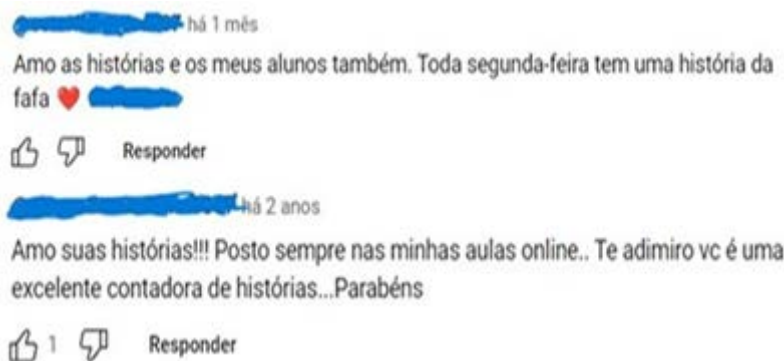 há 1 mês
Amo as histórias e os meus alunos também. Toda segunda-feira tem uma história da
fafa ❤️
Responder
há 2 anos
Amo suas histórias!!! Posto sempre nas minhas aulas online.. Te adimiro vc é uma
excelente contadora de histórias...Parabéns
1 Responder